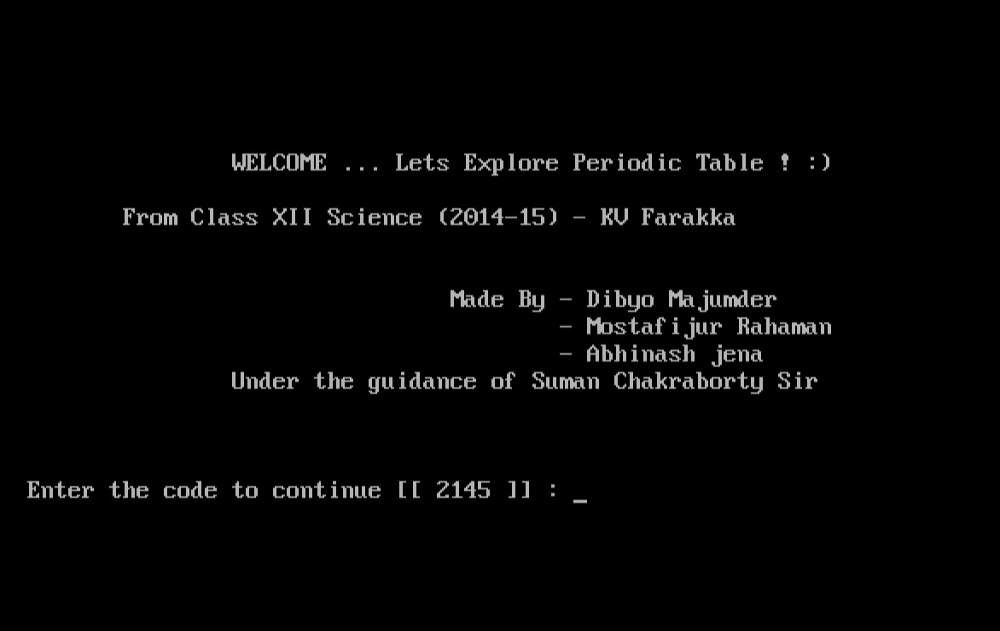 WELCOME ... Lets Explore Periodic Table ! :)
From Class XII Science (2014-15) - KV Farakka
Made By - Dibyo Majumder
- Mostafijur Rahaman
- Abhinash jena
Under the guidance of Suman Chakraborty Sir
Enter the code to continue [[ 2145 ]] : _